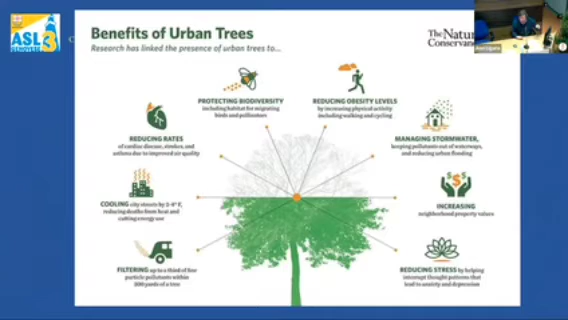 ASL
3
Benefits of Urban Trees
Research has linked the presence of urban trees to...
The Nature
Conservancy
PROTECTING BIODIVERSITY
including habitat for migrating
birds and pollinators
REDUCING OBESITY LEVELS
by increasing physical activity
including walking and cycling
REDUCING RATES
of cardiac disease, strokes, and
asthma due to improved air quality
MANAGING STORMWATER,
keeping pollutants out of waterways,
and reducing urban flooding
COOLING city streets by 2-4° F,
reducing deaths from heat and
cutting energy use
INCREASING
neighborhood property values
FILTERING up to a third of fine
particle pollutants within
300 yards of a tree
REDUCING STRESS by helping
interrupt thought patterns that
lead to anxiety and depression